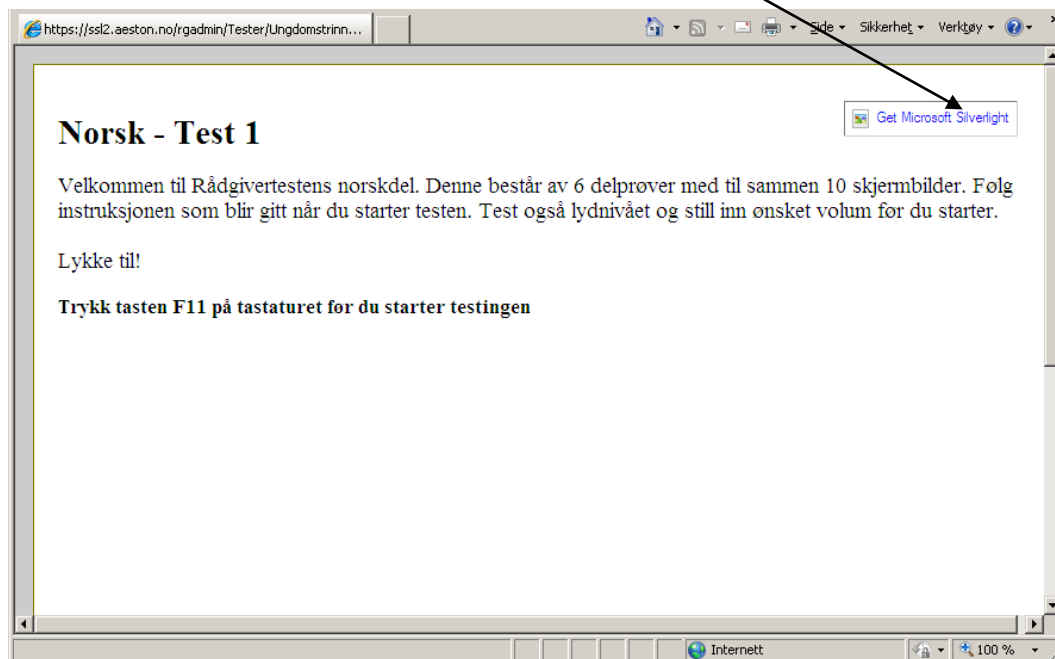 https://ssl2.aeston.no/rgadmin/Tester/Ungdomstrinn...
Side Sikkerhet Verktøy
Get Microsoft Silverlight
Norsk - Test 1
Velkommen til Rådgivertestens norskdel. Denne består av 6 delprøver med til sammen 10 skjermbilder. Følg
instruksjonen som blir gitt når du starter testen. Test også lydnivået og still inn ønsket volum før du starter.
Lykke til!
Trykk tasten F11 på tastaturet før du starter testingen
Internett 100 %